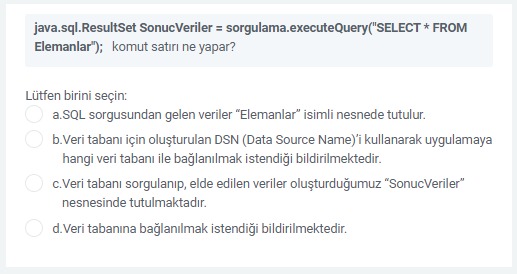 java.sql.ResultSet SonucVeriler = sorgulama.executeQuery("SELECT * FROM
Elemanlar"); komut satırı ne yapar?
Lütfen birini seçin:
a.SQL sorgusundan gelen veriler “Elemanlar” isimli nesnede tutulur.
b.Veri tabanı için oluşturulan DSN (Data Source Name)’i kullanarak uygulamaya
hangi veri tabanı ile bağlanılmak istendiği bildirilmektedir.
c.Veri tabanı sorgulanıp, elde edilen veriler oluşturduğumuz “SonucVeriler”
nesnesinde tutulmaktadır.
d.Veri tabanına bağlanılmak istendiği bildirilmektedir.